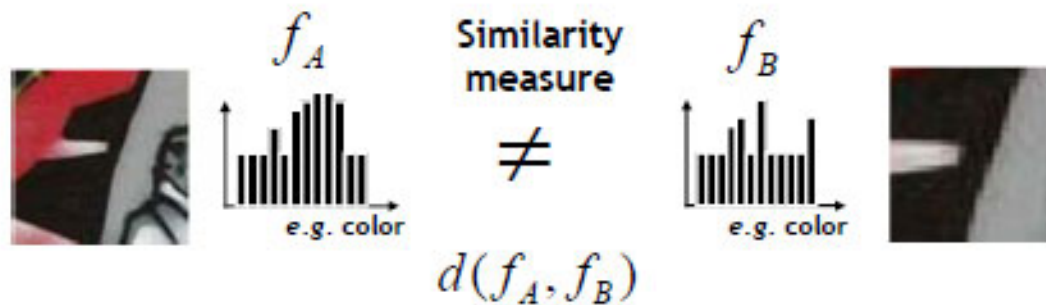 f_A
Similarity
measure
f_B
≠
e.g. color
e.g. color
d(f_A, f_B)